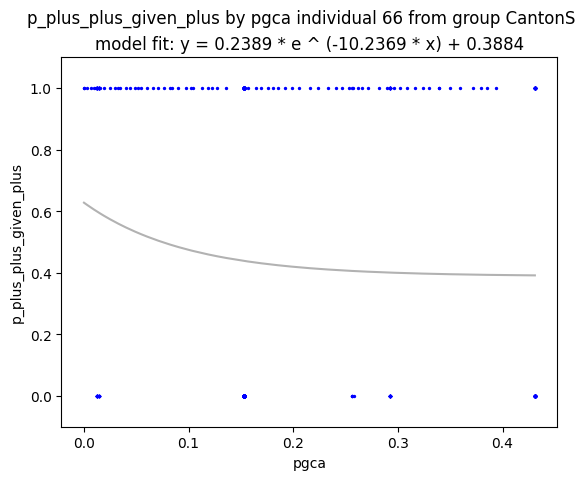 p_plus_plus_given_plus by pgca individual 66 from group CantonS
model fit: y = 0.2389 * e ^ (-10.2369 * x) + 0.3884
1.0
0.8
0.6
0.4
0.2
0.0
p_plus_plus_given_plus
0.0 0.1 0.2 0.3 0.4
pgca